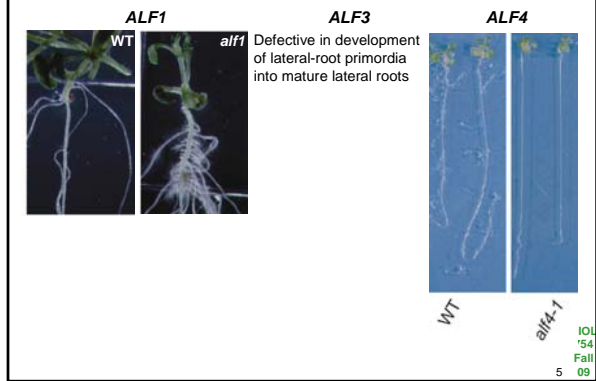 ALF1
ALF3
ALF4
WT
alf1
Defective in development
of lateral-root primordia
into mature lateral roots
WT
alf4-1
IOL
'54
Fall
5 09